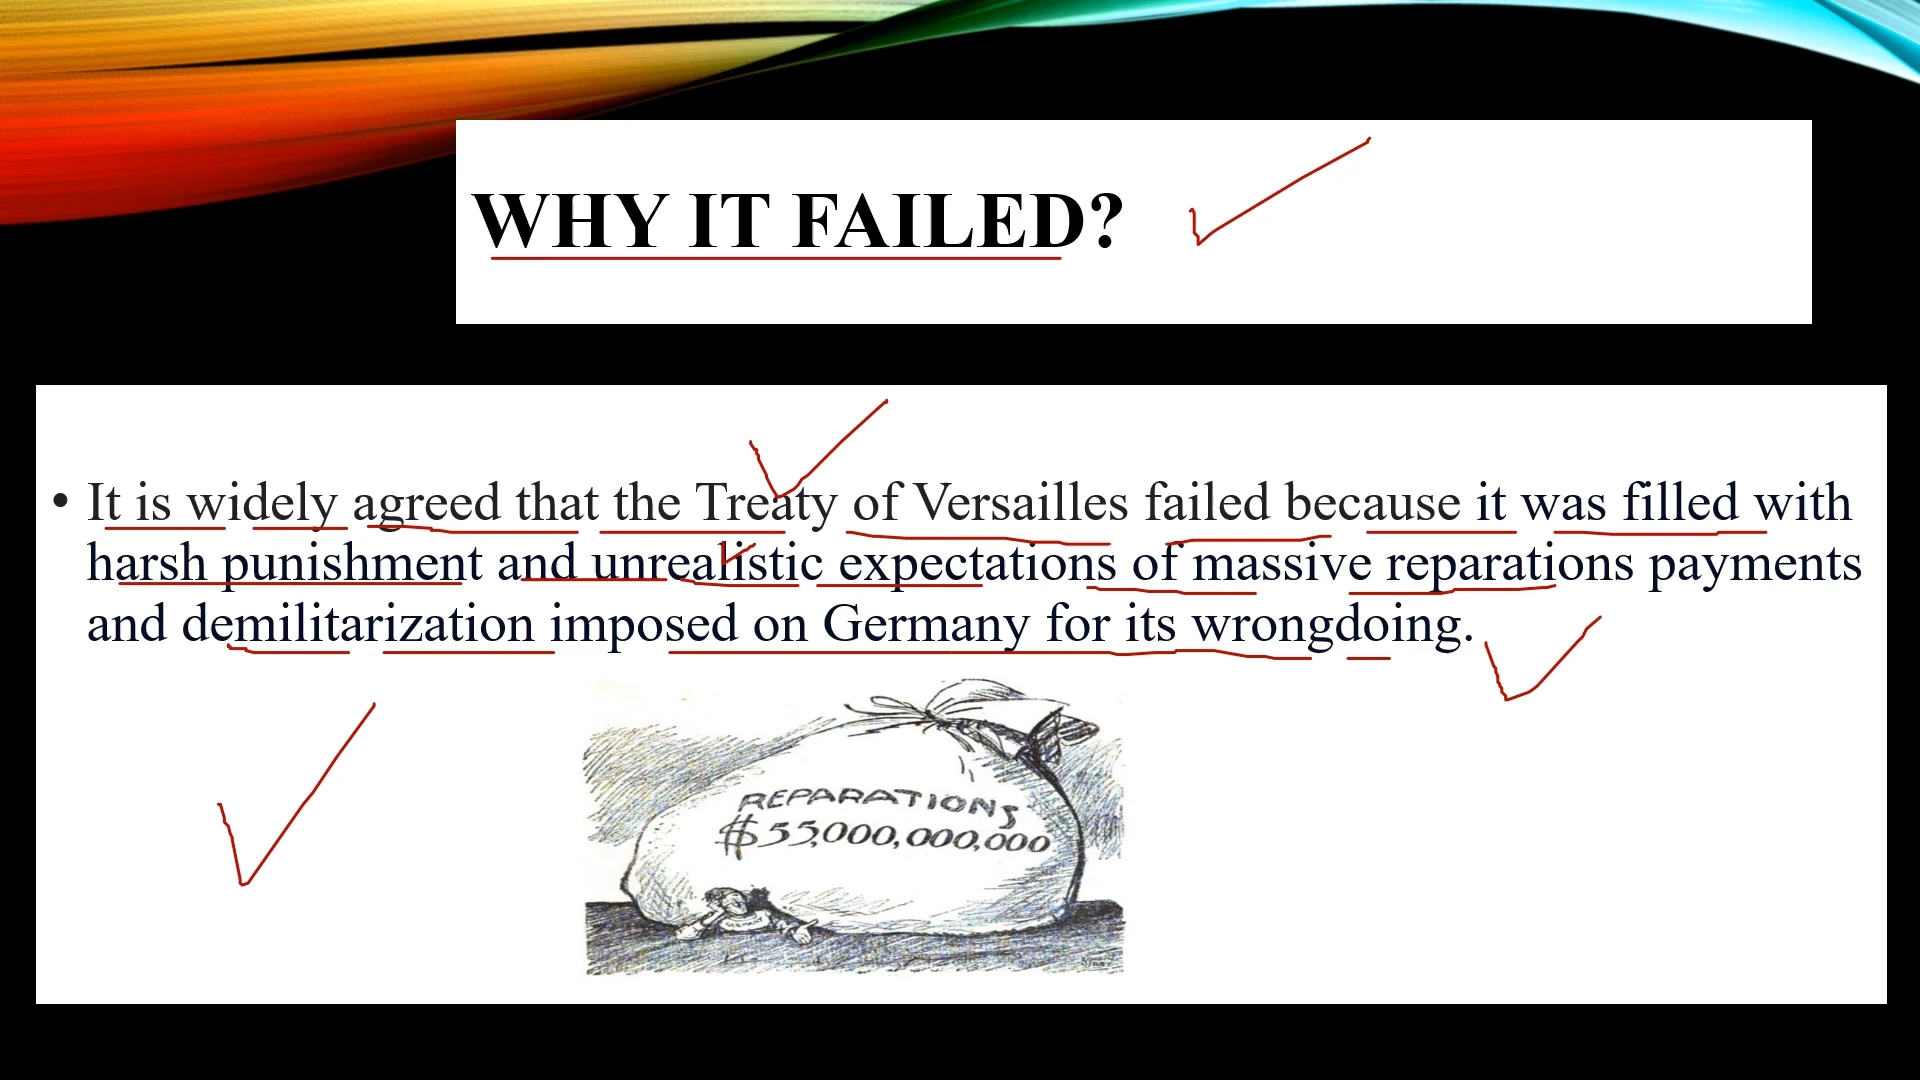 WHY IT FAILED?
• It is widely agreed that the Treaty of Versailles failed because it was filled with
harsh punishment and unrealistic expectations of massive reparations payments
and demilitarization imposed on Germany for its wrongdoing.
REPARATIONS
$55,000,000,000